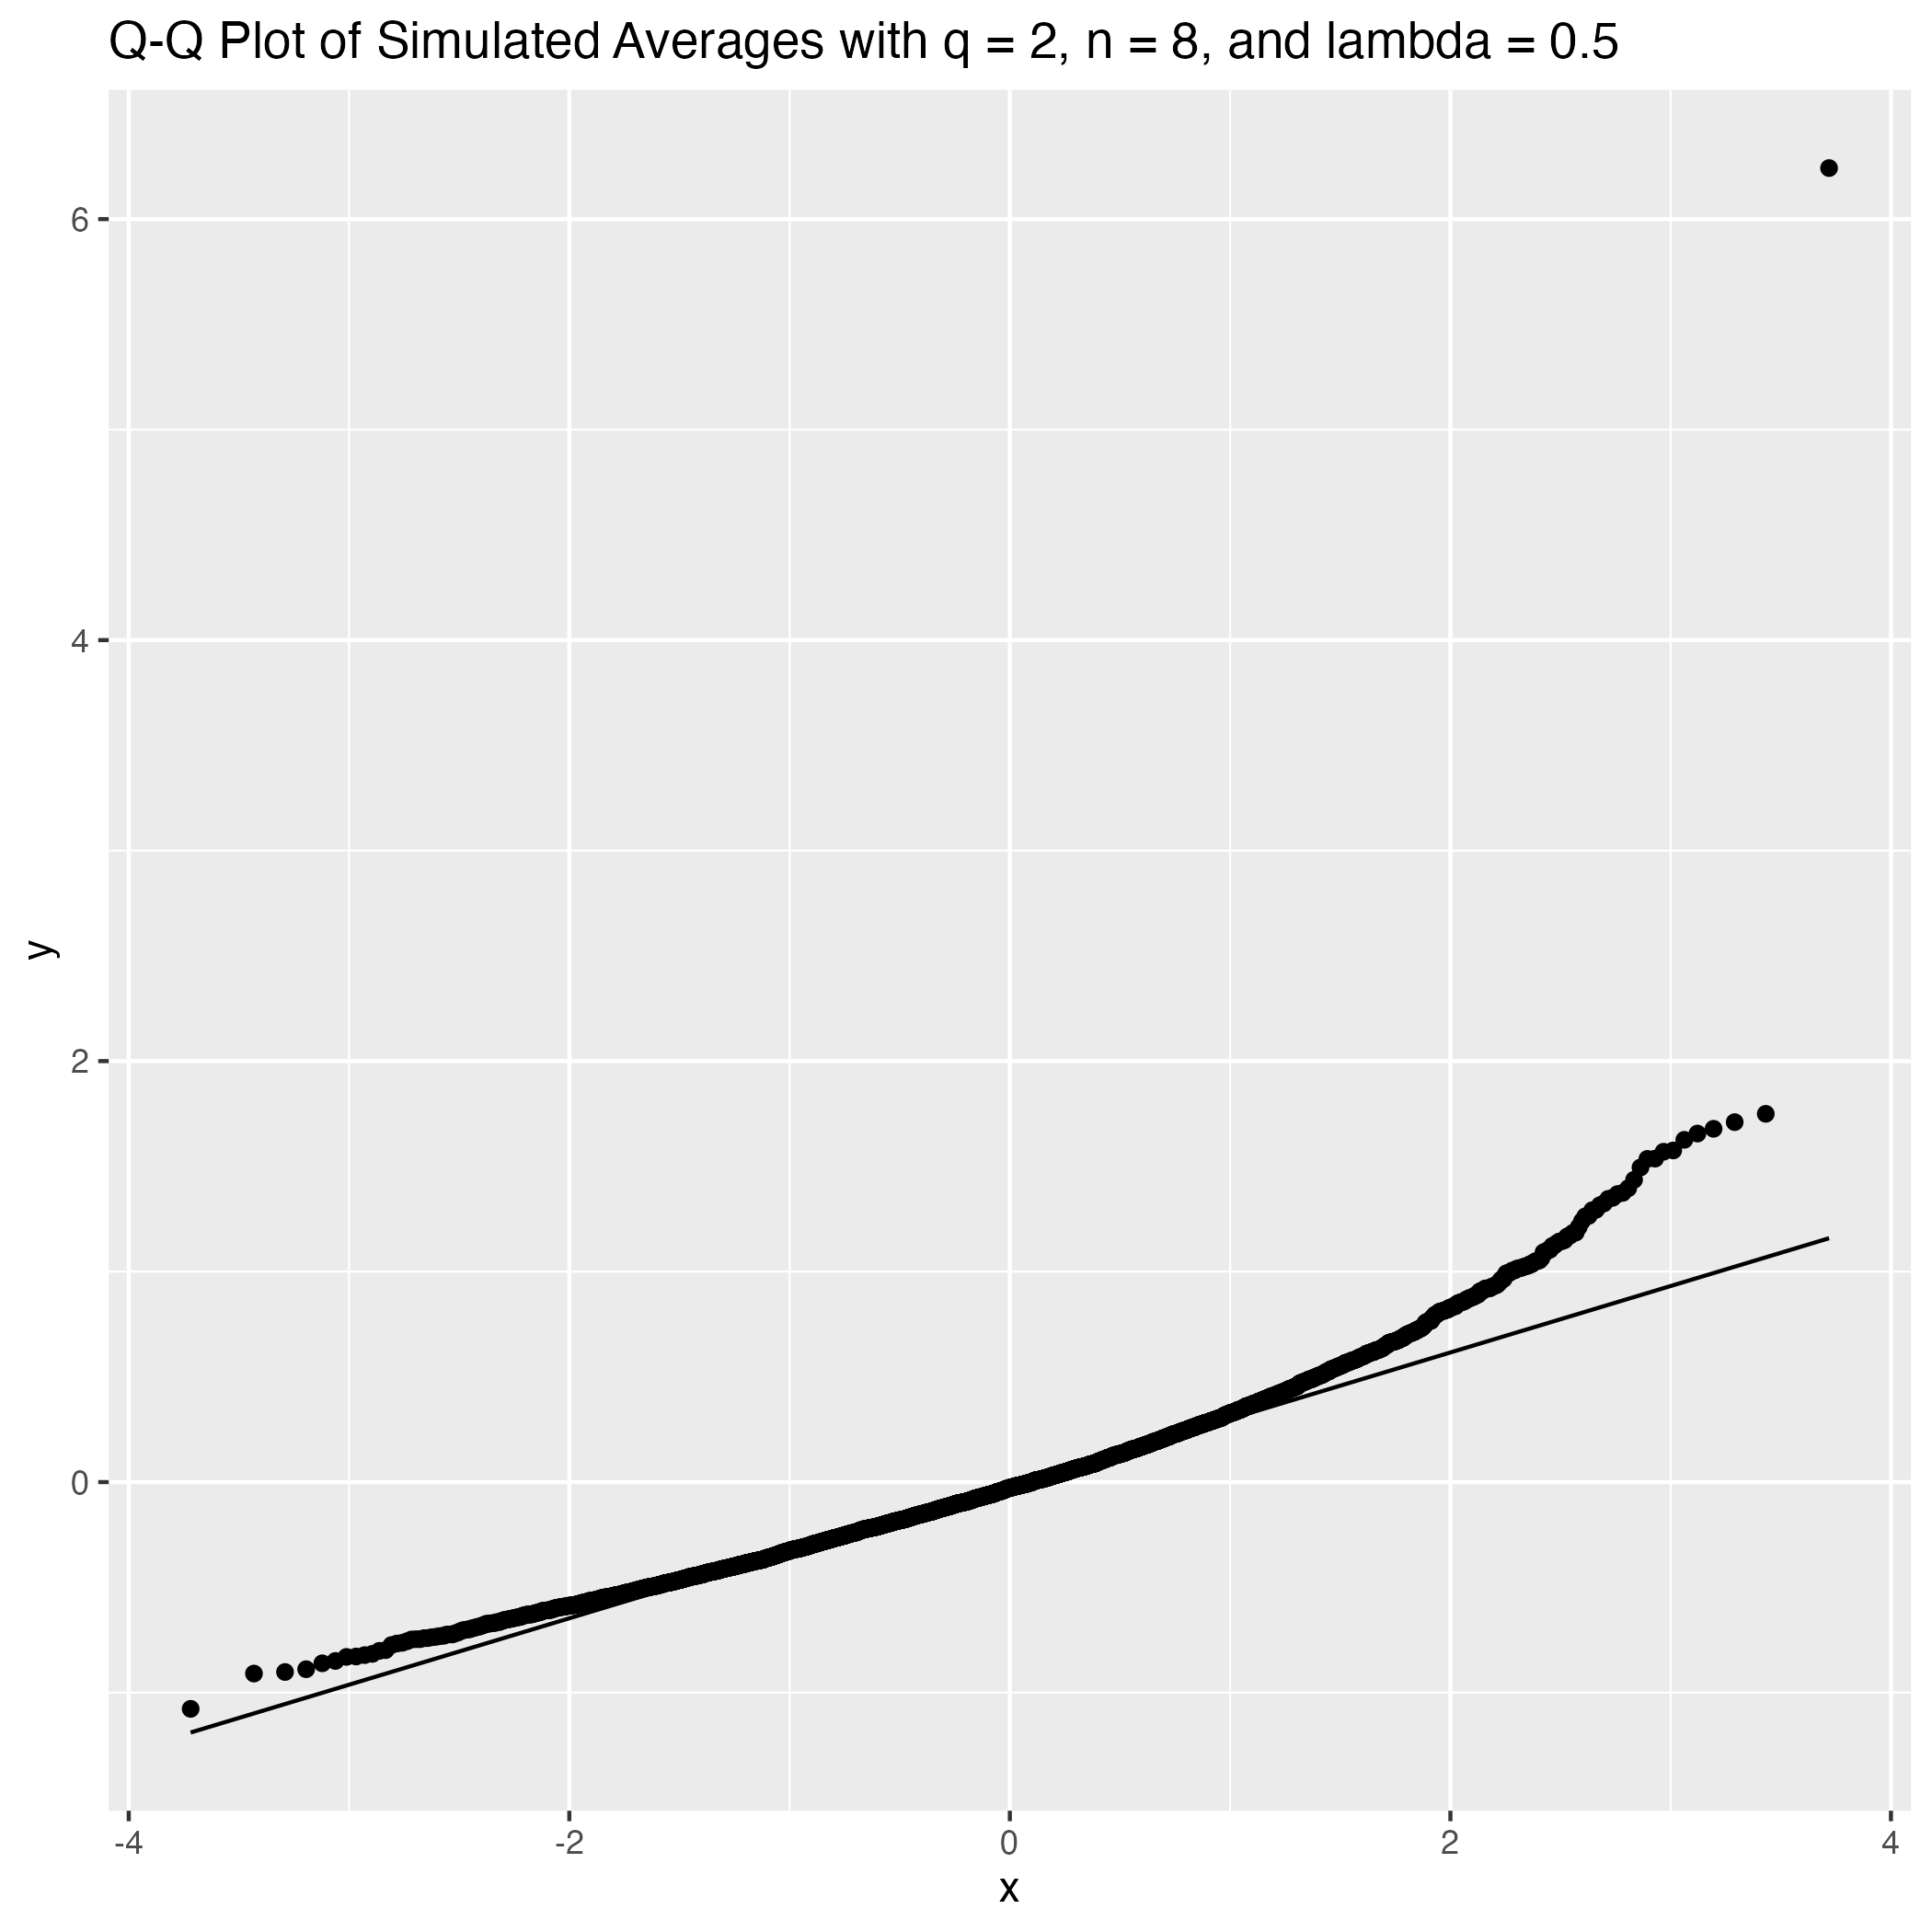 Q-Q Plot of Simulated Averages with q = 2, n = 8, and lambda = 0.5
6
4
2
0
y
-4 -2 0 2 4
x